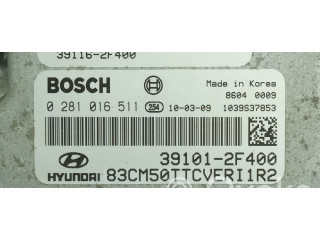 39116-2F400
BOSCH
Made in Korea
8604 0009
0 281 016 511 254 10-03-09 1039S37853
39101-2F400
HYUNDAI 83CM50TTCVERI1R2